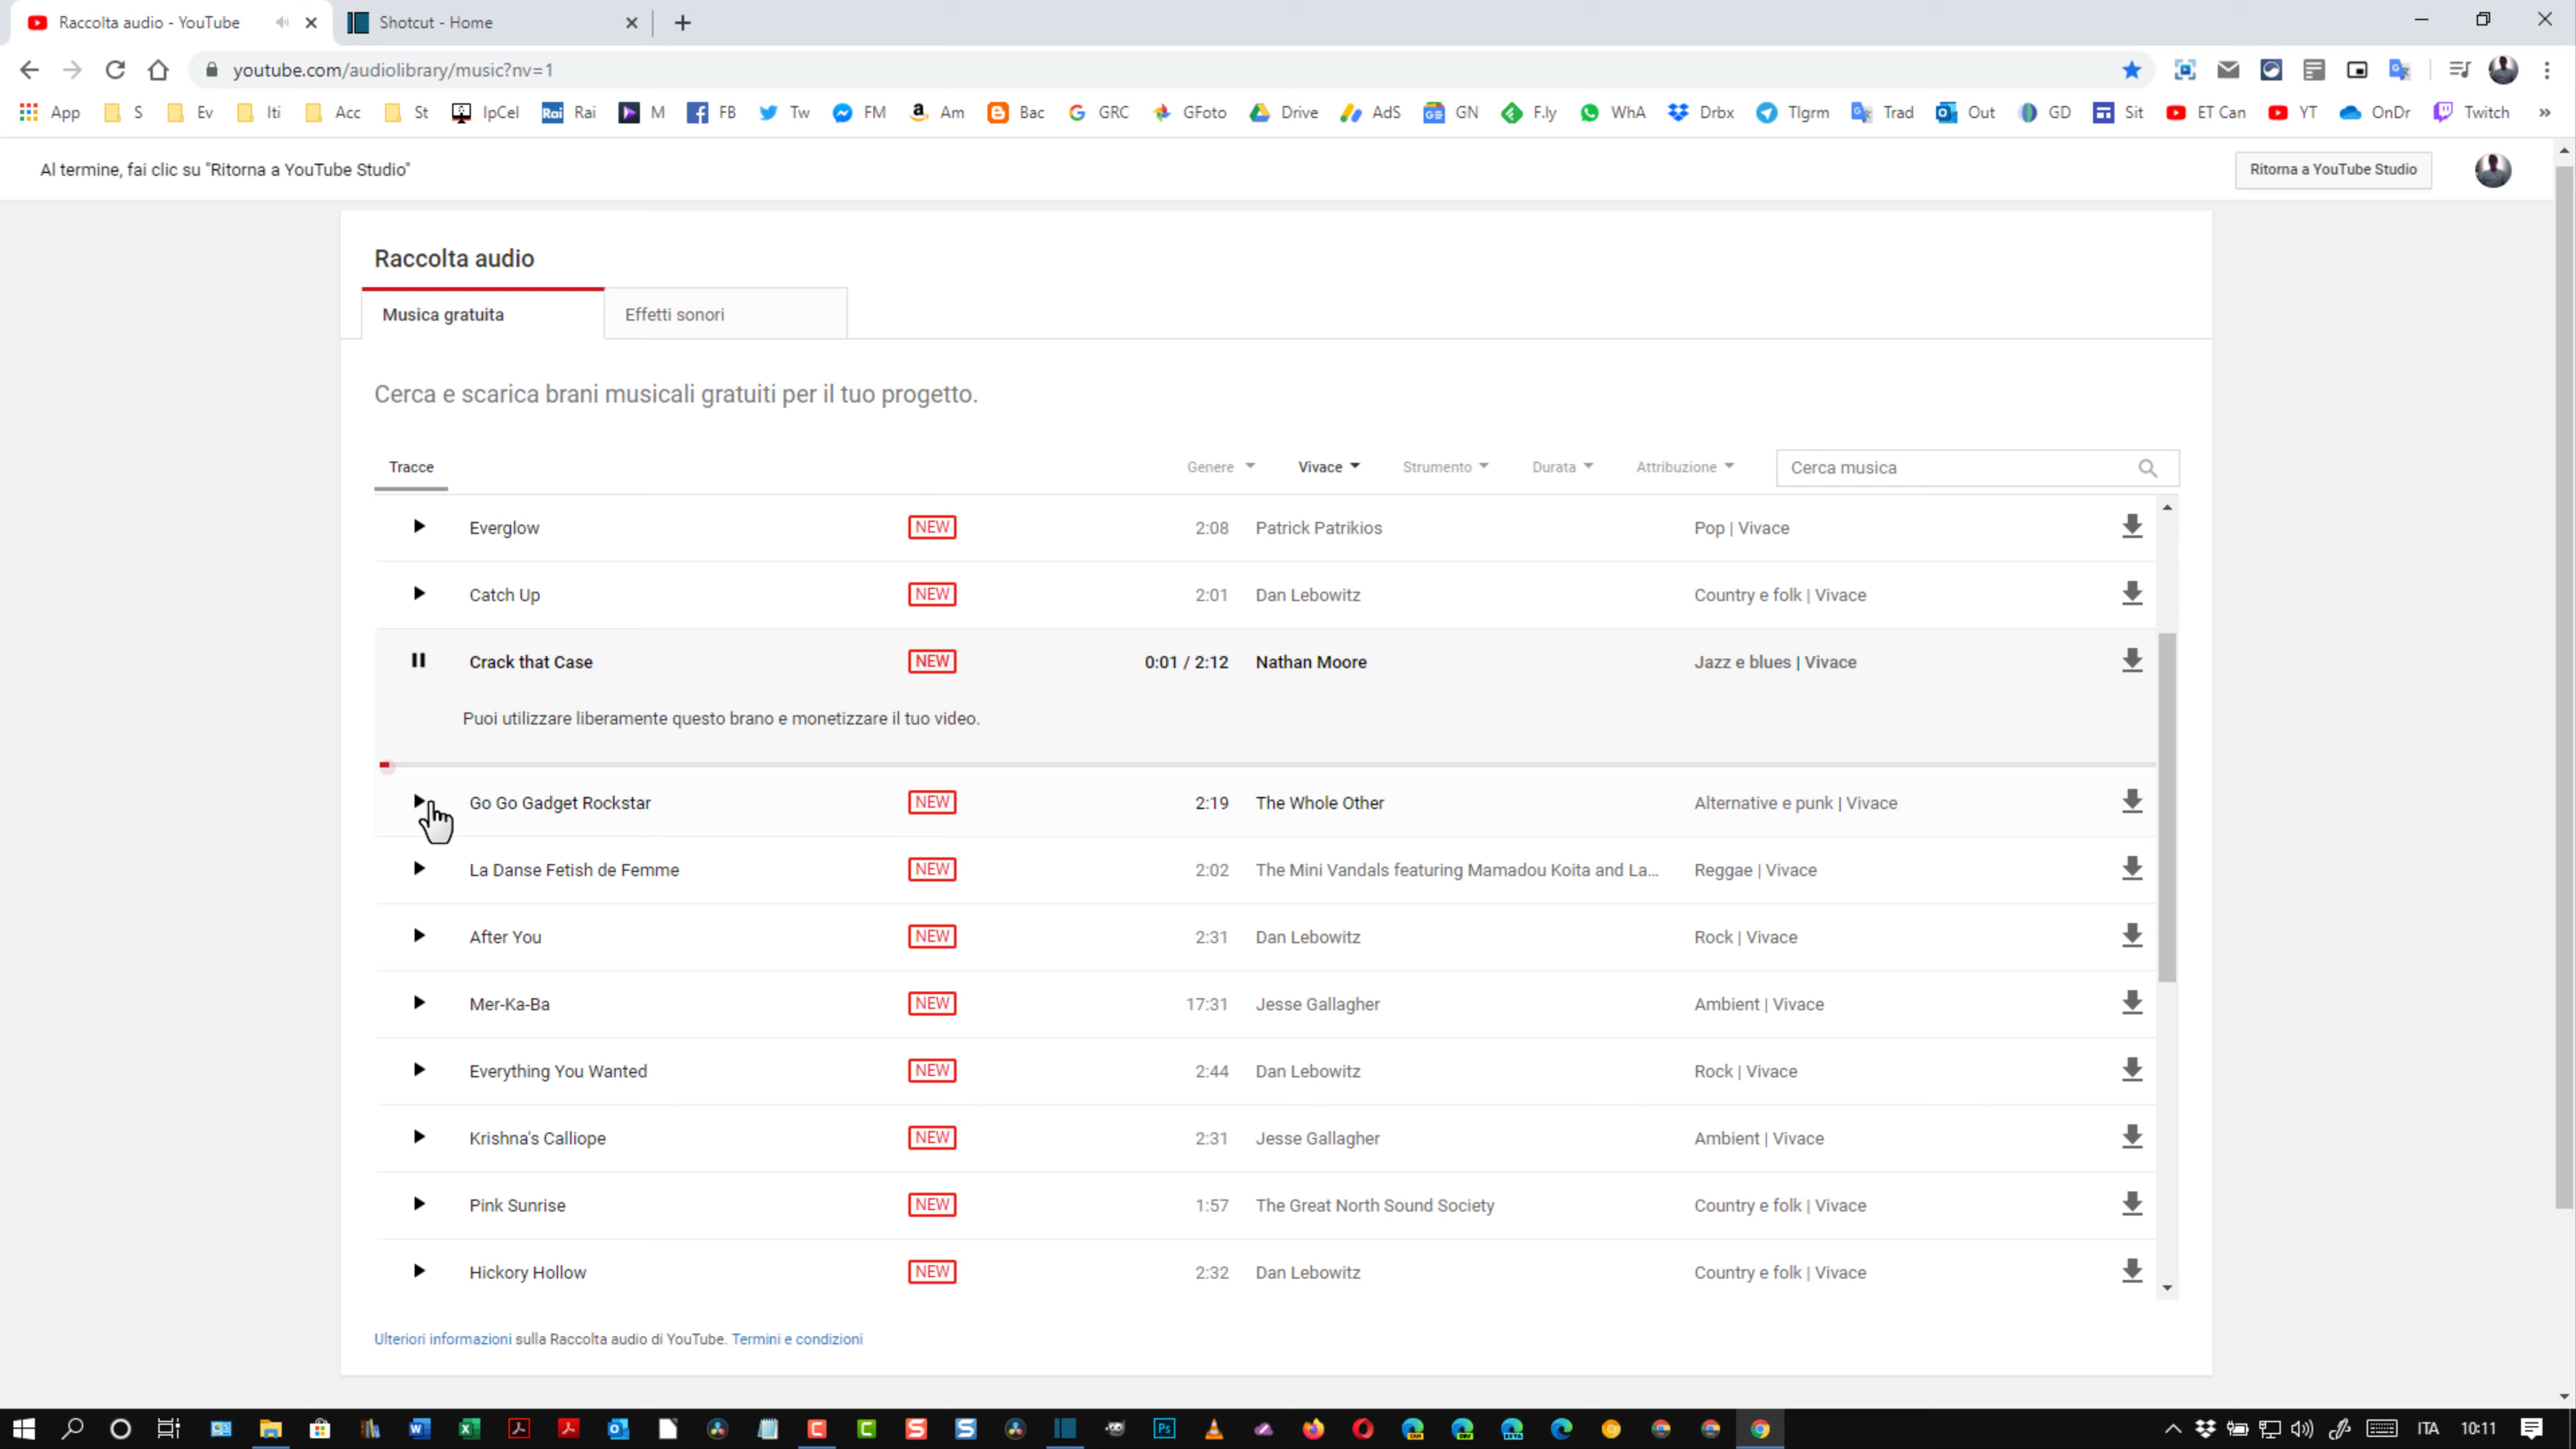 Raccolta audio - YouTube
Shotcut - Home
youtube.com/audiolibrary/music?nv=1
App S Ev Iti Acc St IpCel Rai Rai M FB Tw FM Am Bac GRC GFoto Drive AdS GN F.ly WhA Drbx Tlgrm Trad Out GD Sit ET Can YT OnDr Twitch »
Al termine, fai clic su "Ritorna a YouTube Studio"
Ritorna a YouTube Studio
Raccolta audio
Musica gratuita
Effetti sonori
Cerca e scarica brani musicali gratuiti per il tuo progetto.
Tracce Genere Vivace Strumento Durata Attribuzione Cerca musica
Everglow NEW 2:08 Patrick Patrikios Pop | Vivace
Catch Up NEW 2:01 Dan Lebowitz Country e folk | Vivace
Crack that Case NEW 0:01 / 2:12 Nathan Moore Jazz e blues | Vivace
Puoi utilizzare liberamente questo brano e monetizzare il tuo video.
Go Go Gadget Rockstar NEW 2:19 The Whole Other Alternative e punk | Vivace
La Danse Fetish de Femme NEW 2:02 The Mini Vandals featuring Mamadou Koita and La... Reggae | Vivace
After You NEW 2:31 Dan Lebowitz Rock | Vivace
Mer-Ka-Ba NEW 17:31 Jesse Gallagher Ambient | Vivace
Everything You Wanted NEW 2:44 Dan Lebowitz Rock | Vivace
Krishna's Calliope NEW 2:31 Jesse Gallagher Ambient | Vivace
Pink Sunrise NEW 1:57 The Great North Sound Society Country e folk | Vivace
Hickory Hollow NEW 2:32 Dan Lebowitz Country e folk | Vivace
Ulteriori informazioni sulla Raccolta audio di YouTube. Termini e condizioni
ITA 10:11